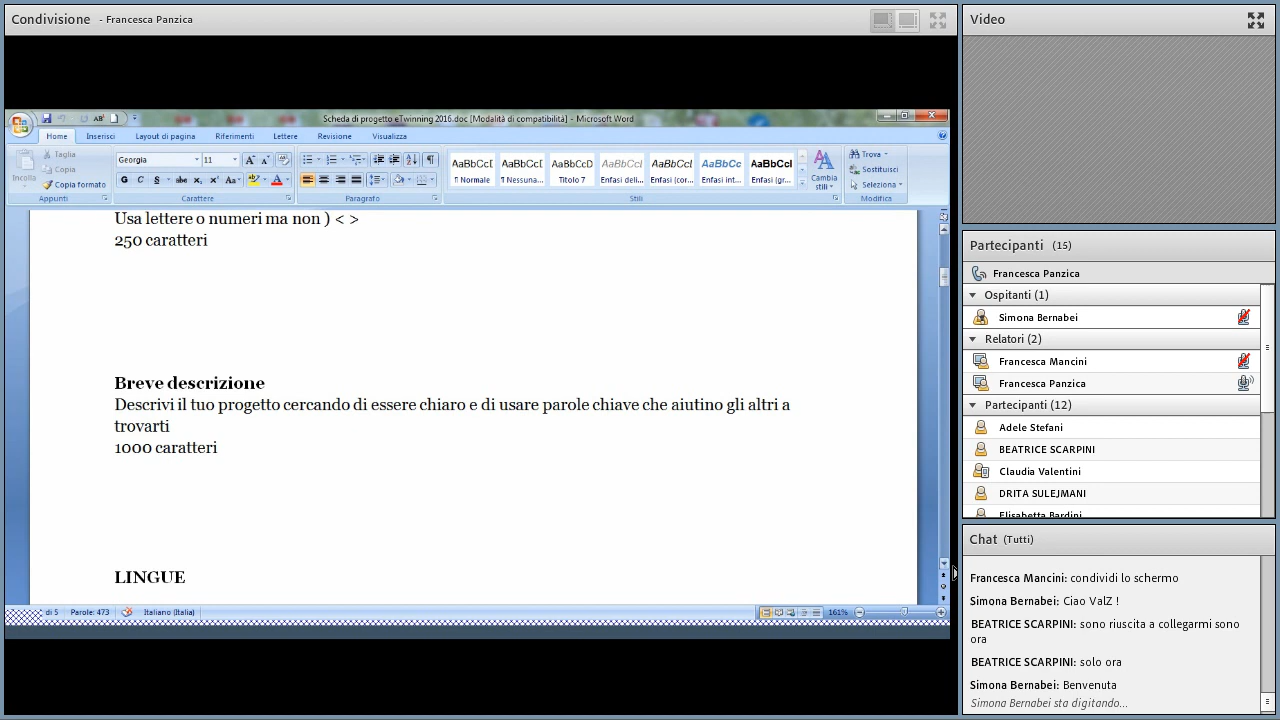 Condivisione - Francesca Panzica
Scheda di progetto eTwinning 2016.doc [Modalità di compatibilità] - Microsoft Word
Home Inserisci Layout di pagina Riferimenti Lettere Revisione Visualizza
Incolla
Taglia
Copia
Copia formato
Appunti
Georgia 11
G C S abc x₂ x² Aa
Carattere
Paragrafo
AaBbCcI AaBbCcI AaBbCcD AaBbCcI AaBbCcI AaBbCc AaBbCcI
¶ Normale ¶ Nessuna... Titolo 7 Enfasi deli... Enfasi (cor... Enfasi int... Enfasi (gr...
Cambia stili
Stili
Trova
Sostituisci
Seleziona
Modifica
Usa lettere o numeri ma non ) < >
250 caratteri
Breve descrizione
Descrivi il tuo progetto cercando di essere chiaro e di usare parole chiave che aiutino gli altri a
trovarti
1000 caratteri
LINGUE
di 5 Parole: 473 Italiano (Italia) 161%
Video
Partecipanti (15)
Francesca Panzica
Ospitanti (1)
Simona Bernabei
Relatori (2)
Francesca Mancini
Francesca Panzica
Partecipanti (12)
Adele Stefani
BEATRICE SCARPINI
Claudia Valentini
DRITA SULEJMANI
Elisabetta Bardini
Chat (Tutti)
Francesca Mancini: condividi lo schermo
Simona Bernabei: Ciao ValZ !
BEATRICE SCARPINI: sono riuscita a collegarmi sono
ora
BEATRICE SCARPINI: solo ora
Simona Bernabei: Benvenuta
Simona Bernabei sta digitando...